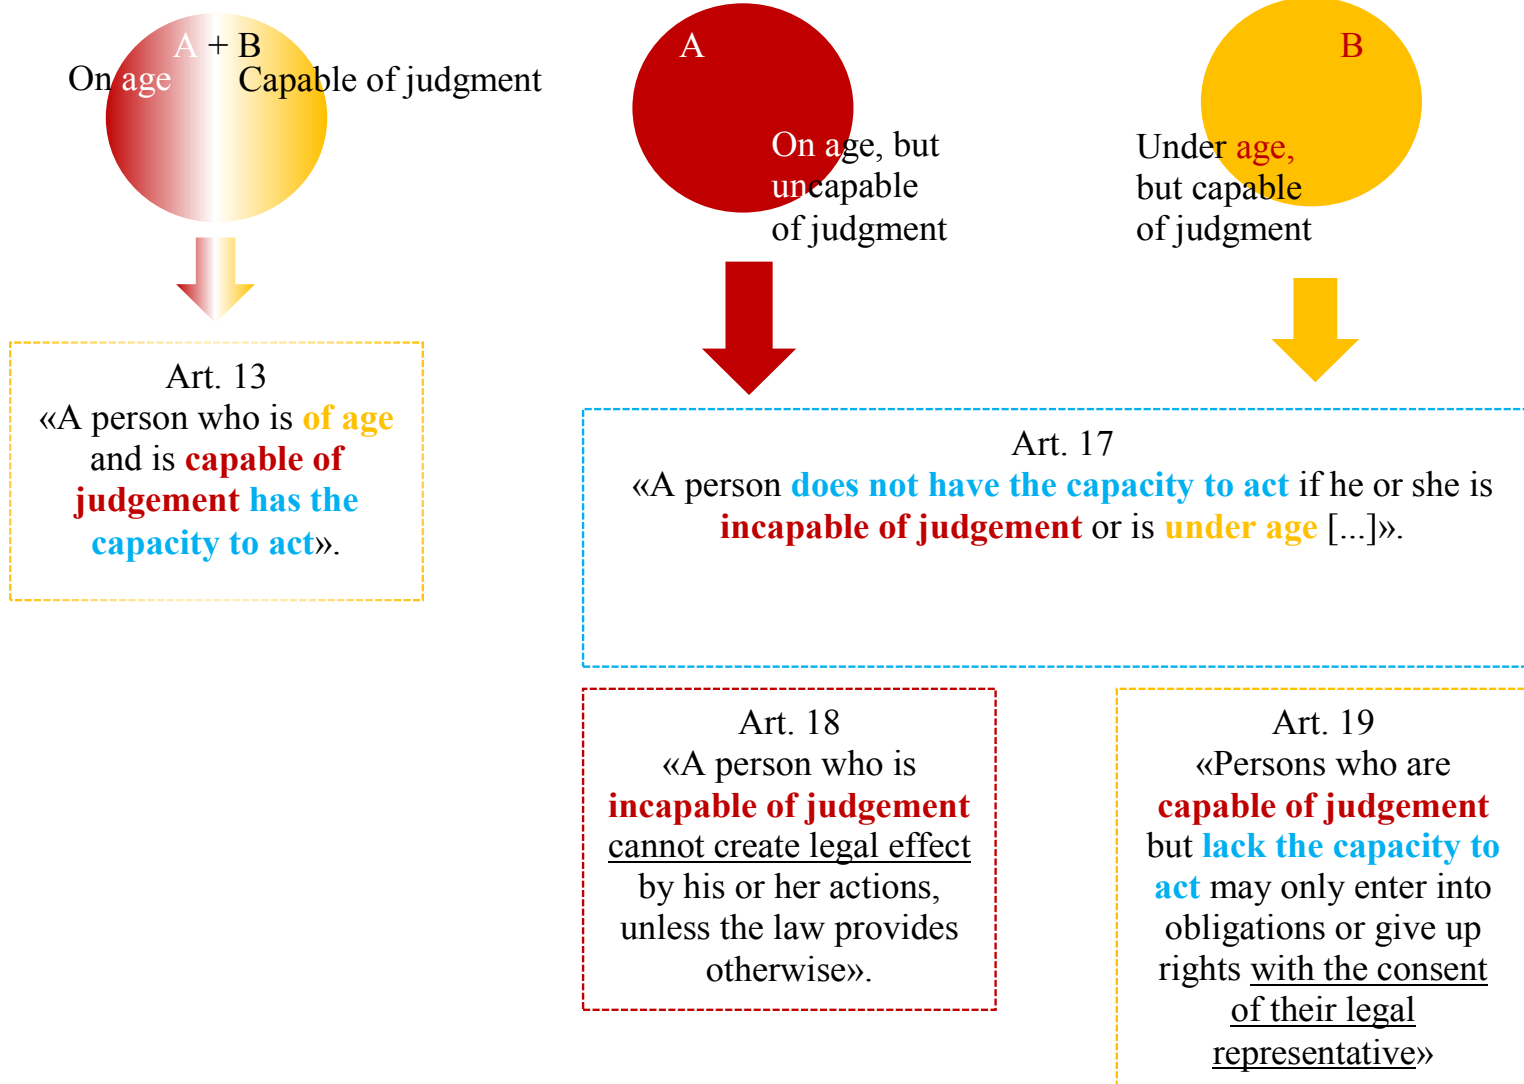 A + B
On age Capable of judgment
A
On age, but
uncapable
of judgment
B
Under age,
but capable
of judgment
Art. 13
«A person who is of age
and is capable of
judgement has the
capacity to act».
Art. 17
«A person does not have the capacity to act if he or she is
incapable of judgement or is under age [...]».
Art. 18
«A person who is
incapable of judgement
cannot create legal effect
by his or her actions,
unless the law provides
otherwise».
Art. 19
«Persons who are
capable of judgement
but lack the capacity to
act may only enter into
obligations or give up
rights with the consent
of their legal
representative»